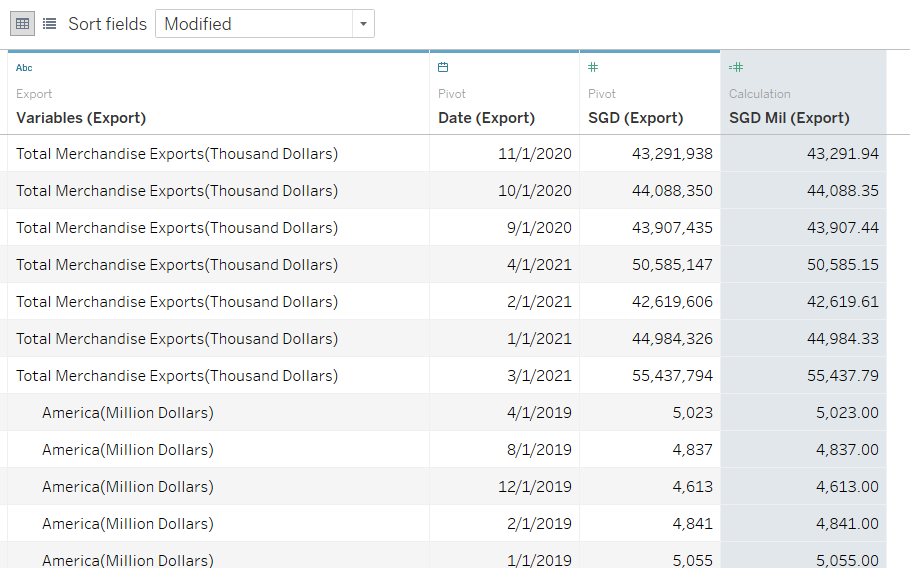 Sort fields Modified
Abc
Export Pivot Pivot Calculation
Variables (Export) Date (Export) SGD (Export) SGD Mil (Export)
Total Merchandise Exports(Thousand Dollars) 11/1/2020 43,291,938 43,291.94
Total Merchandise Exports(Thousand Dollars) 10/1/2020 44,088,350 44,088.35
Total Merchandise Exports(Thousand Dollars) 9/1/2020 43,907,435 43,907.44
Total Merchandise Exports(Thousand Dollars) 4/1/2021 50,585,147 50,585.15
Total Merchandise Exports(Thousand Dollars) 2/1/2021 42,619,606 42,619.61
Total Merchandise Exports(Thousand Dollars) 1/1/2021 44,984,326 44,984.33
Total Merchandise Exports(Thousand Dollars) 3/1/2021 55,437,794 55,437.79
America(Million Dollars) 4/1/2019 5,023 5,023.00
America(Million Dollars) 8/1/2019 4,837 4,837.00
America(Million Dollars) 12/1/2019 4,613 4,613.00
America(Million Dollars) 2/1/2019 4,841 4,841.00
America(Million Dollars) 1/1/2019 5,055 5,055.00